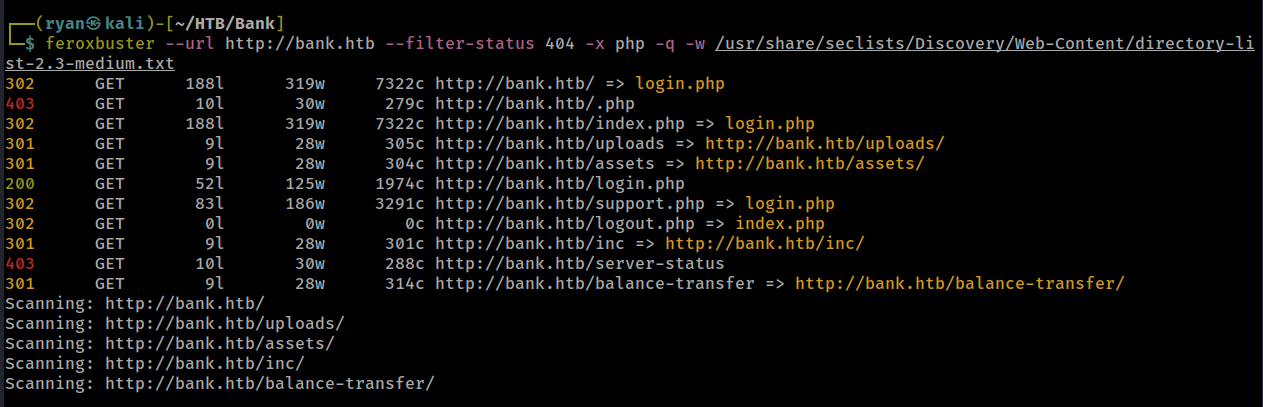 ┌──(ryan㉿kali)-[~/HTB/Bank]
└─$ feroxbuster --url http://bank.htb --filter-status 404 -x php -q -w /usr/share/seclists/Discovery/Web-Content/directory-li
st-2.3-medium.txt
302      GET      188l      319w     7322c http://bank.htb/ => login.php
403      GET       10l       30w      279c http://bank.htb/.php
302      GET      188l      319w     7322c http://bank.htb/index.php => login.php
301      GET        9l       28w      305c http://bank.htb/uploads => http://bank.htb/uploads/
301      GET        9l       28w      304c http://bank.htb/assets => http://bank.htb/assets/
200      GET       52l      125w     1974c http://bank.htb/login.php
302      GET       83l      186w     3291c http://bank.htb/support.php => login.php
302      GET        0l        0w        0c http://bank.htb/logout.php => index.php
301      GET        9l       28w      301c http://bank.htb/inc => http://bank.htb/inc/
403      GET       10l       30w      288c http://bank.htb/server-status
301      GET        9l       28w      314c http://bank.htb/balance-transfer => http://bank.htb/balance-transfer/
Scanning: http://bank.htb/
Scanning: http://bank.htb/uploads/
Scanning: http://bank.htb/assets/
Scanning: http://bank.htb/inc/
Scanning: http://bank.htb/balance-transfer/